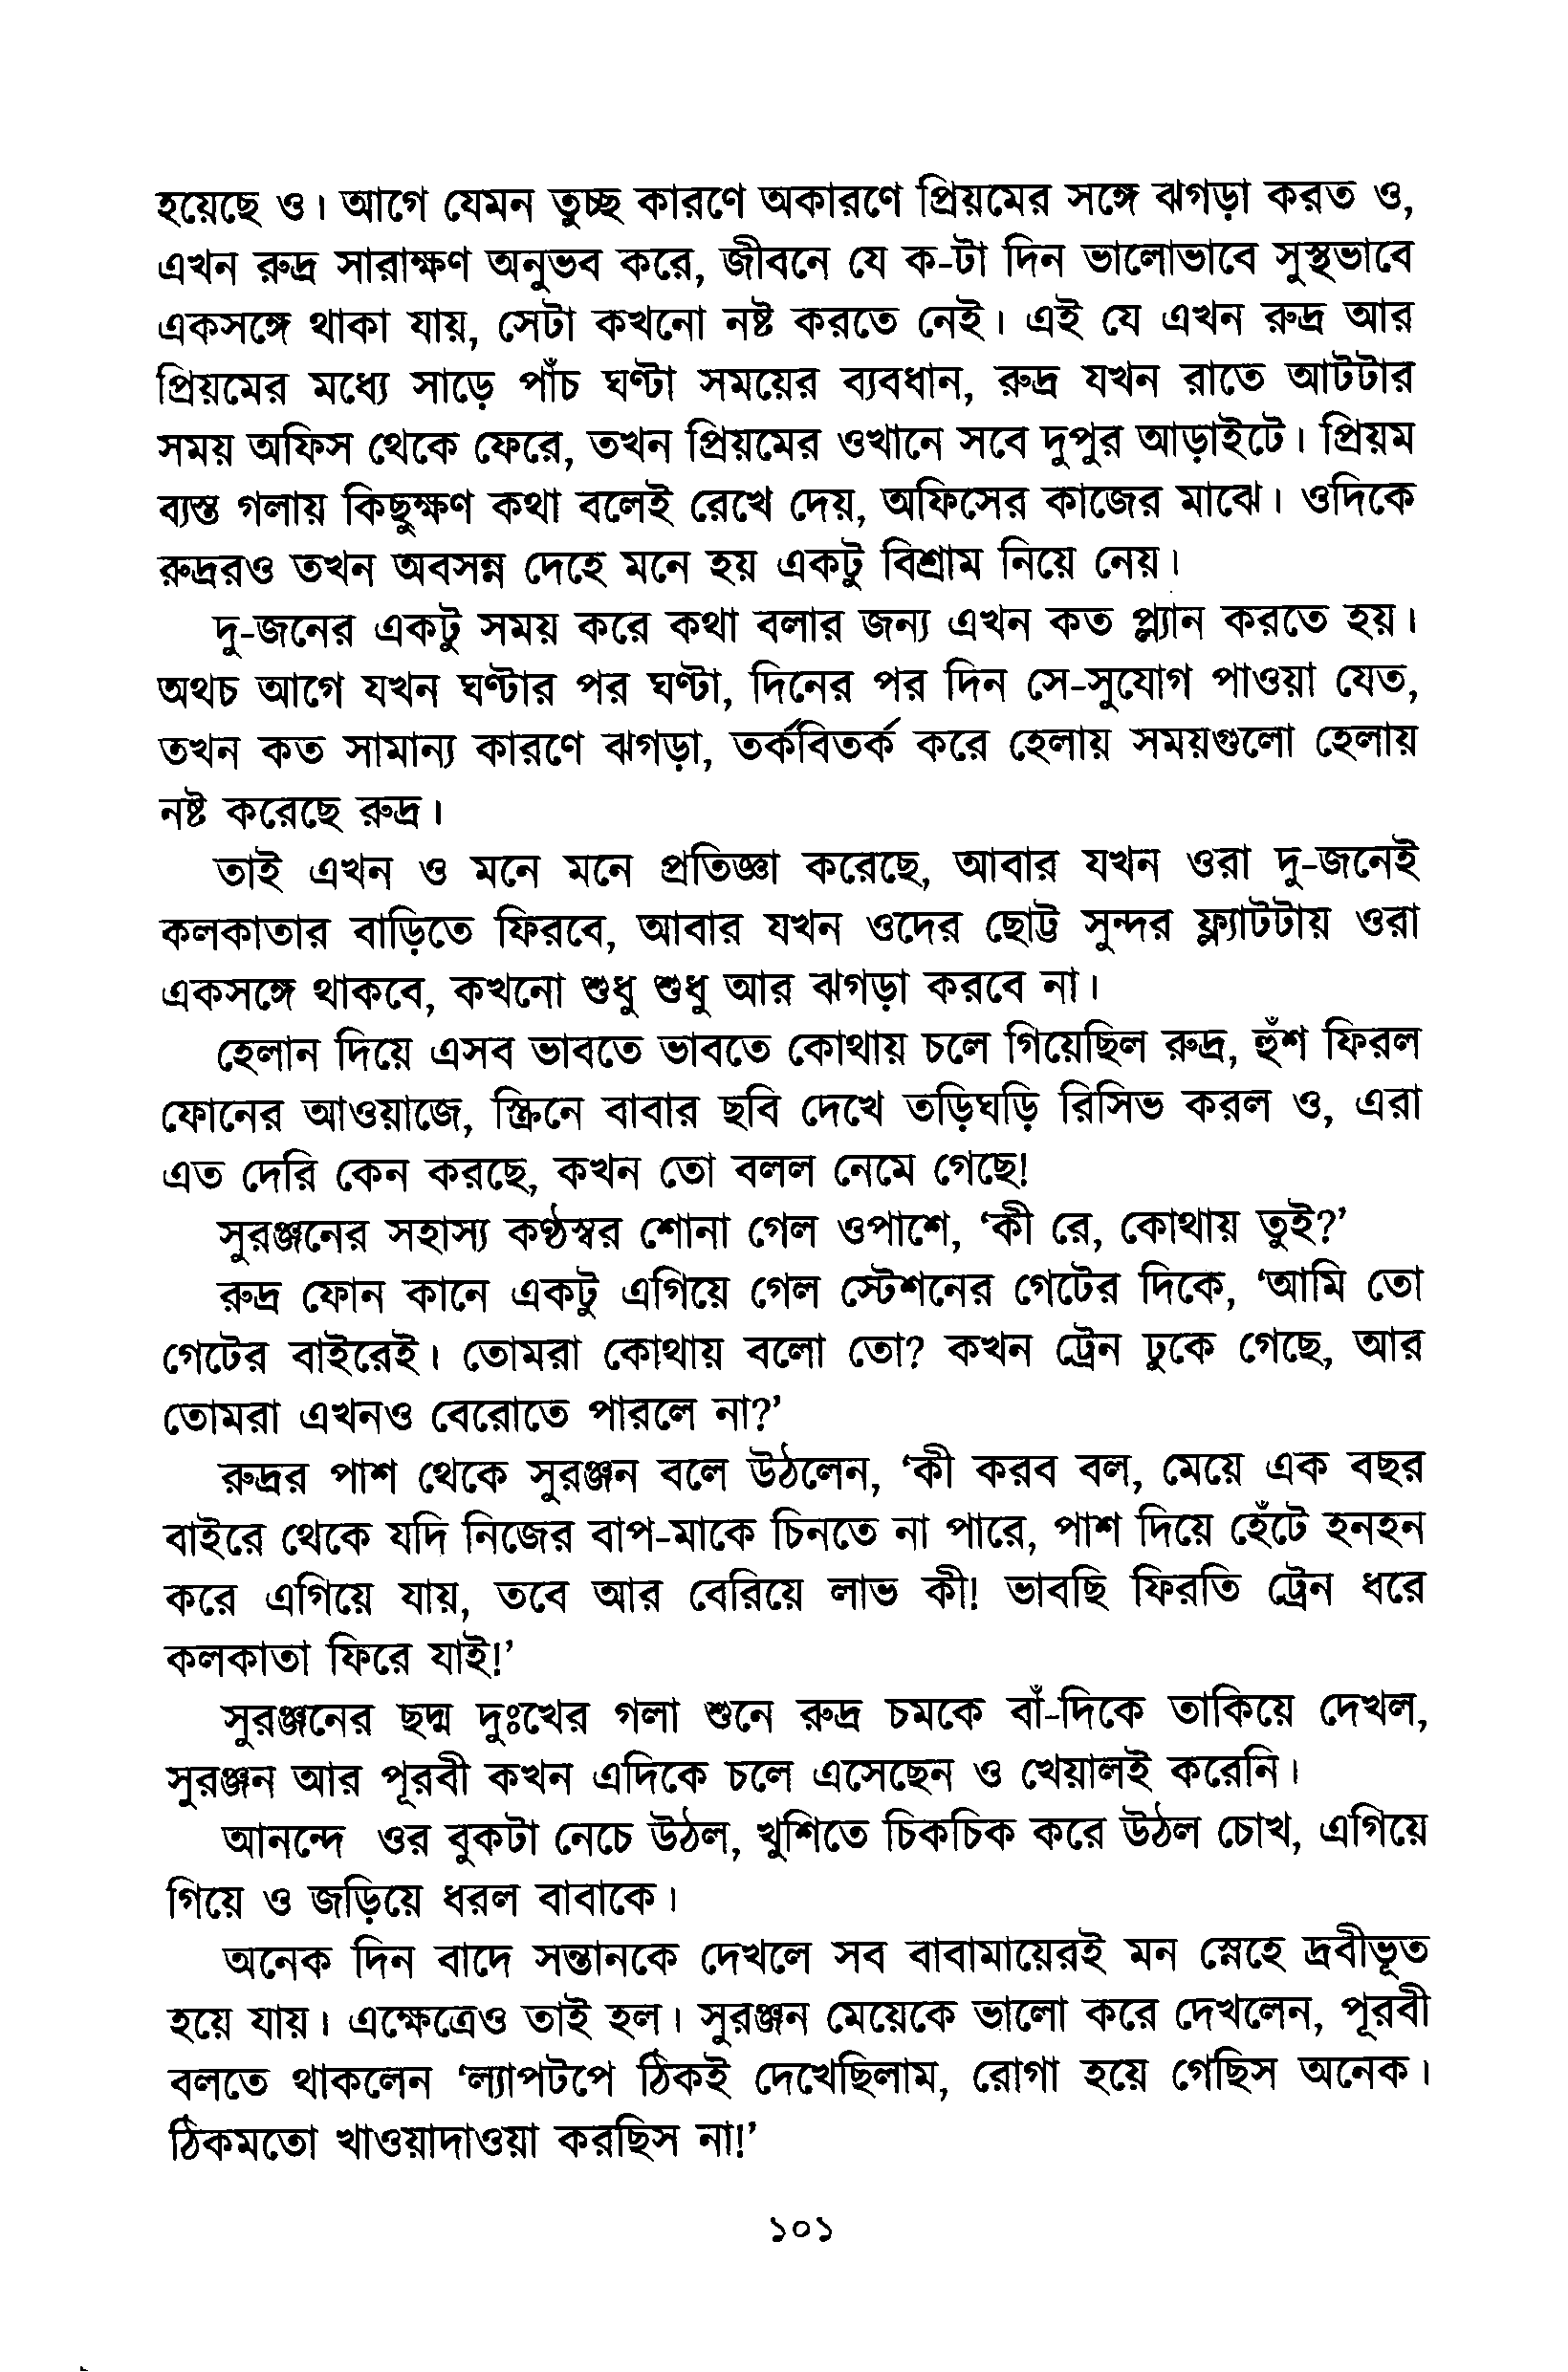 হয়েছে ও। আগে যেমন তুচ্ছ কারণে অকারণে প্রিয়মের সঙ্গে ঝগড়া করত ও,
এখন রুদ্র সারাক্ষণ অনুভব করে, জীবনে যে ক-টা দিন ভালোভাবে সুস্থভাবে
একসঙ্গে থাকা যায়, সেটা কখনো নষ্ট করতে নেই। এই যে এখন রুদ্র আর
প্রিয়মের মধ্যে সাড়ে পাঁচ ঘণ্টা সময়ের ব্যবধান, রুদ্র যখন রাতে আটটার
সময় অফিস থেকে ফেরে, তখন প্রিয়মের ওখানে সবে দুপুর আড়াইটে। প্রিয়ম
ব্যস্ত গলায় কিছুক্ষণ কথা বলেই রেখে দেয়, অফিসের কাজের মাঝে। ওদিকে
রুদ্ররও তখন অবসন্ন দেহে মনে হয় একটু বিশ্রাম নিয়ে নেয়।
দু-জনের একটু সময় করে কথা বলার জন্য এখন কত প্ল্যান করতে হয়।
অথচ আগে যখন ঘণ্টার পর ঘণ্টা, দিনের পর দিন সে-সুযোগ পাওয়া যেত,
তখন কত সামান্য কারণে ঝগড়া, তর্কবিতর্ক করে হেলায় সময়গুলো হেলায়
নষ্ট করেছে রুদ্র।
তাই এখন ও মনে মনে প্রতিজ্ঞা করেছে, আবার যখন ওরা দু-জনেই
কলকাতার বাড়িতে ফিরবে, আবার যখন ওদের ছোট্ট সুন্দর ফ্ল্যাটটায় ওরা
একসঙ্গে থাকবে, কখনো শুধু শুধু আর ঝগড়া করবে না।
হেলান দিয়ে এসব ভাবতে ভাবতে কোথায় চলে গিয়েছিল রুদ্র, হুঁশ ফিরল
ফোনের আওয়াজে, স্ক্রিনে বাবার ছবি দেখে তড়িঘড়ি রিসিভ করল ও, এরা
এত দেরি কেন করছে, কখন তো বলল নেমে গেছে!
সুরঞ্জনের সহাস্য কণ্ঠস্বর শোনা গেল ওপাশে, ‘কী রে, কোথায় তুই?’
রুদ্র ফোন কানে একটু এগিয়ে গেল স্টেশনের গেটের দিকে, ‘আমি তো
গেটের বাইরেই। তোমরা কোথায় বলো তো? কখন ট্রেন ঢুকে গেছে, আর
তোমরা এখনও বেরোতে পারলে না?’
রুদ্রর পাশ থেকে সুরঞ্জন বলে উঠলেন, ‘কী করব বল, মেয়ে এক বছর
বাইরে থেকে যদি নিজের বাপ-মাকে চিনতে না পারে, পাশ দিয়ে হেঁটে হনহন
করে এগিয়ে যায়, তবে আর বেরিয়ে লাভ কী! ভাবছি ফিরতি ট্রেন ধরে
কলকাতা ফিরে যাই!’
সুরঞ্জনের ছদ্ম দুঃখের গলা শুনে রুদ্র চমকে বাঁ-দিকে তাকিয়ে দেখল,
সুরঞ্জন আর পূরবী কখন এদিকে চলে এসেছেন ও খেয়ালই করেনি।
আনন্দে ওর বুকটা নেচে উঠল, খুশিতে চিকচিক করে উঠল চোখ, এগিয়ে
গিয়ে ও জড়িয়ে ধরল বাবাকে।
অনেক দিন বাদে সন্তানকে দেখলে সব বাবামায়েরই মন স্নেহে দ্রবীভূত
হয়ে যায়। এক্ষেত্রেও তাই হল। সুরঞ্জন মেয়েকে ভালো করে দেখলেন, পূরবী
বলতে থাকলেন ‘ল্যাপটপে ঠিকই দেখেছিলাম, রোগা হয়ে গেছিস অনেক।
ঠিকমতো খাওয়াদাওয়া করছিস না!’
১০১